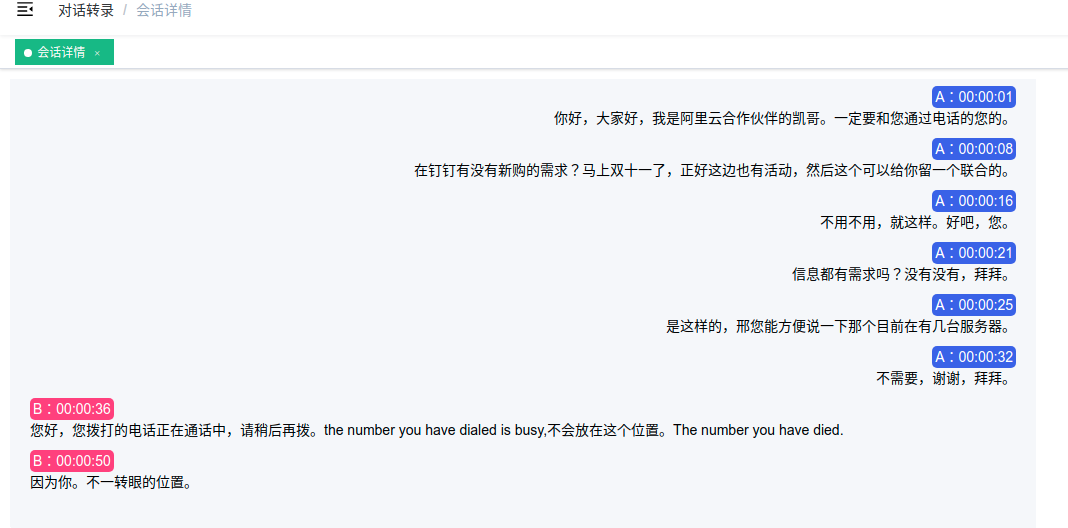 对话转录 / 会话详情
会话详情 ×
A：00:00:01
你好，大家好，我是阿里云合作伙伴的凯哥。一定要和您通过电话的您的。
A：00:00:08
在钉钉有没有新购的需求？马上双十一了，正好这边也有活动，然后这个可以给你留一个联合的。
A：00:00:16
不用不用，就这样。好吧，您。
A：00:00:21
信息都有需求吗？没有没有，拜拜。
A：00:00:25
是这样的，邢您能方便说一下那个目前在有几台服务器。
A：00:00:32
不需要，谢谢，拜拜。
B：00:00:36
您好，您拨打的电话正在通话中，请稍后再拨。the number you have dialed is busy,不会放在这个位置。The number you have died.
B：00:00:50
因为你。不一转眼的位置。